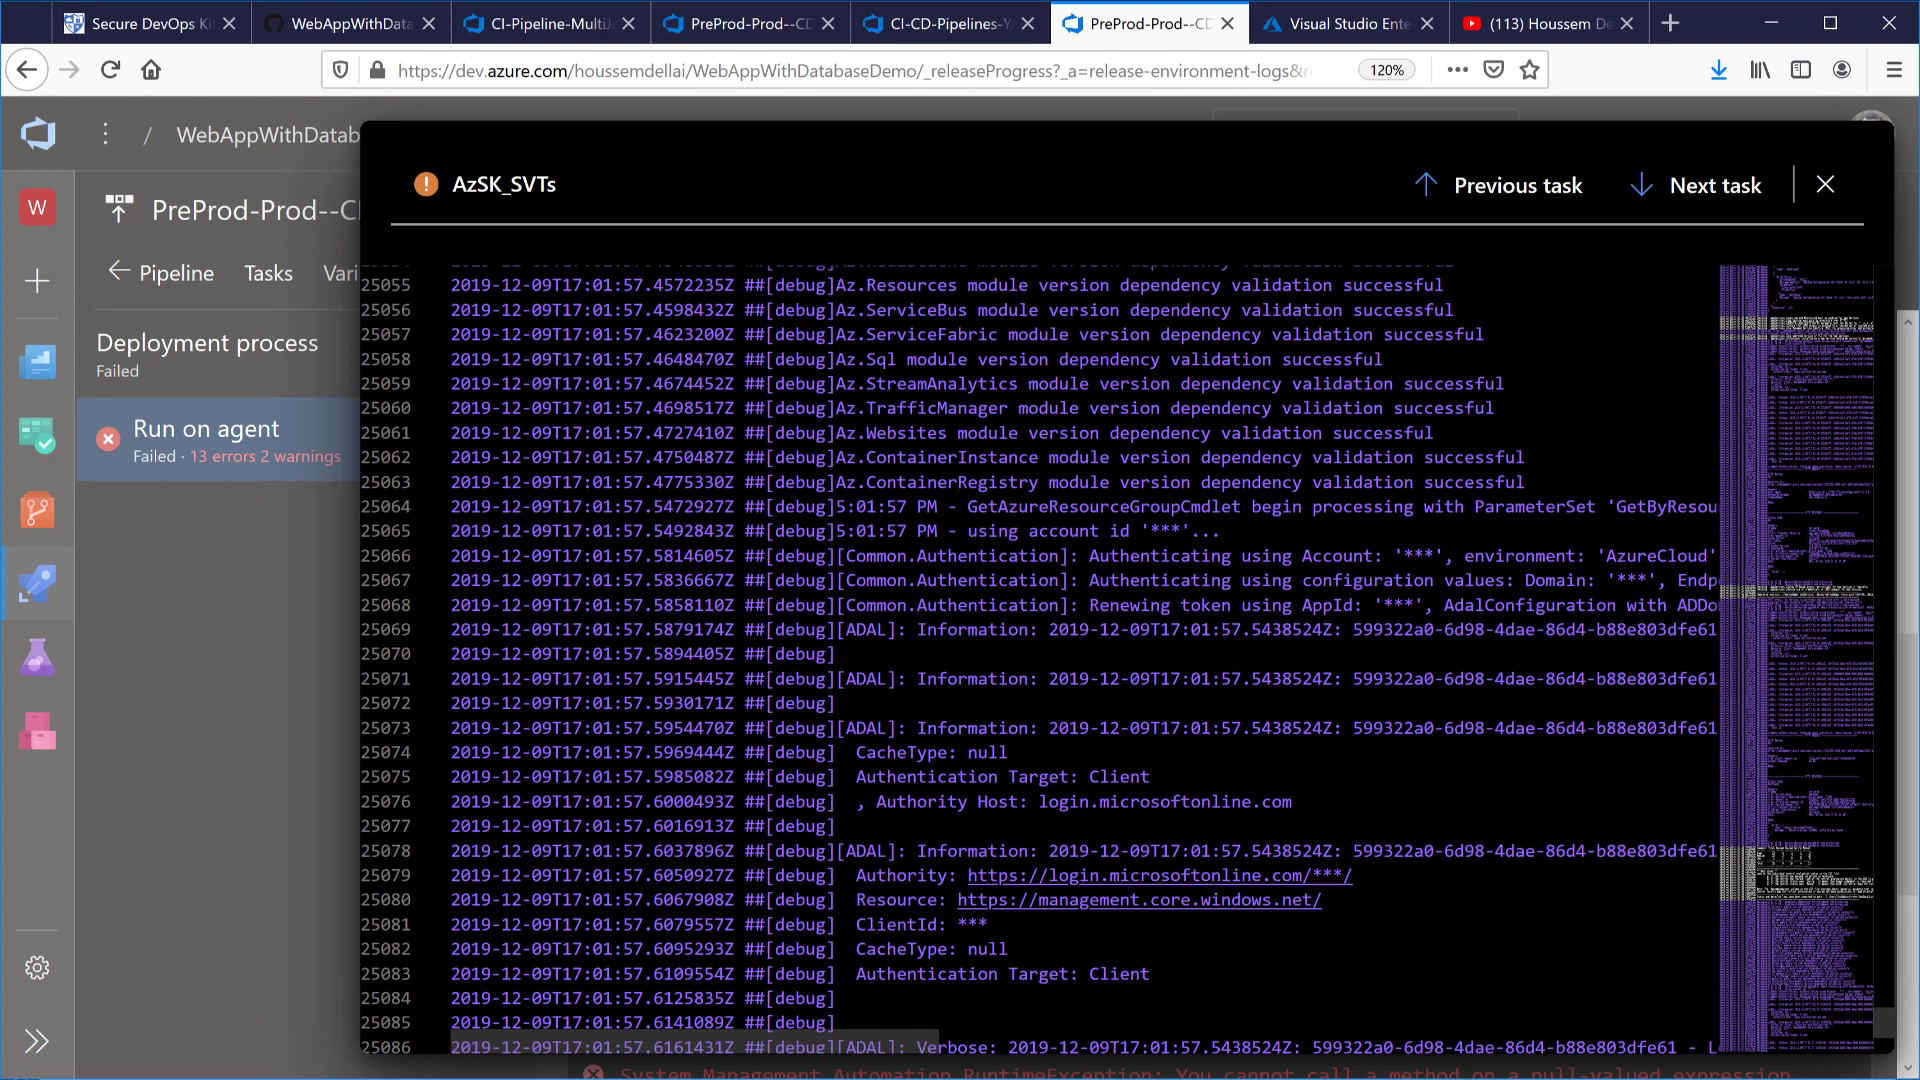 Secure DevOps Ki
WebAppWithData
CI-Pipeline-MultiJ
PreProd-Prod--CD
CI-CD-Pipelines-YA
PreProd-Prod--CD
Visual Studio Ente
(113) Houssem De
https://dev.azure.com/houssemdellai/WebAppWithDatabaseDemo/_releaseProgress?_a=release-environment-logs&r
120%
/ WebAppWithDatab
W
PreProd-Prod--C
Pipeline
Tasks
Vari
Deployment process
Failed
Run on agent
Failed · 13 errors 2 warnings
AzSK_SVTs
Previous task
Next task
25055 2019-12-09T17:01:57.4572235Z ##[debug]Az.Resources module version dependency validation successful
25056 2019-12-09T17:01:57.4598432Z ##[debug]Az.ServiceBus module version dependency validation successful
25057 2019-12-09T17:01:57.4623200Z ##[debug]Az.ServiceFabric module version dependency validation successful
25058 2019-12-09T17:01:57.4648470Z ##[debug]Az.Sql module version dependency validation successful
25059 2019-12-09T17:01:57.4674452Z ##[debug]Az.StreamAnalytics module version dependency validation successful
25060 2019-12-09T17:01:57.4698517Z ##[debug]Az.TrafficManager module version dependency validation successful
25061 2019-12-09T17:01:57.4727410Z ##[debug]Az.Websites module version dependency validation successful
25062 2019-12-09T17:01:57.4750487Z ##[debug]Az.ContainerInstance module version dependency validation successful
25063 2019-12-09T17:01:57.4775330Z ##[debug]Az.ContainerRegistry module version dependency validation successful
25064 2019-12-09T17:01:57.5472927Z ##[debug]5:01:57 PM - GetAzureResourceGroupCmdlet begin processing with ParameterSet 'GetByResou
25065 2019-12-09T17:01:57.5492843Z ##[debug]5:01:57 PM - using account id '***'...
25066 2019-12-09T17:01:57.5814605Z ##[debug][Common.Authentication]: Authenticating using Account: '***', environment: 'AzureCloud'
25067 2019-12-09T17:01:57.5836667Z ##[debug][Common.Authentication]: Authenticating using configuration values: Domain: '***', Endp
25068 2019-12-09T17:01:57.5858110Z ##[debug][Common.Authentication]: Renewing token using AppId: '***', AdalConfiguration with ADDo
25069 2019-12-09T17:01:57.5879174Z ##[debug][ADAL]: Information: 2019-12-09T17:01:57.5438524Z: 599322a0-6d98-4dae-86d4-b88e803dfe61
25070 2019-12-09T17:01:57.5894405Z ##[debug]
25071 2019-12-09T17:01:57.5915445Z ##[debug][ADAL]: Information: 2019-12-09T17:01:57.5438524Z: 599322a0-6d98-4dae-86d4-b88e803dfe61
25072 2019-12-09T17:01:57.5930171Z ##[debug]
25073 2019-12-09T17:01:57.5954470Z ##[debug][ADAL]: Information: 2019-12-09T17:01:57.5438524Z: 599322a0-6d98-4dae-86d4-b88e803dfe61
25074 2019-12-09T17:01:57.5969444Z ##[debug] CacheType: null
25075 2019-12-09T17:01:57.5985082Z ##[debug] Authentication Target: Client
25076 2019-12-09T17:01:57.6000493Z ##[debug] , Authority Host: login.microsoftonline.com
25077 2019-12-09T17:01:57.6016913Z ##[debug]
25078 2019-12-09T17:01:57.6037896Z ##[debug][ADAL]: Information: 2019-12-09T17:01:57.5438524Z: 599322a0-6d98-4dae-86d4-b88e803dfe61
25079 2019-12-09T17:01:57.6050927Z ##[debug] Authority: https://login.microsoftonline.com/***/
25080 2019-12-09T17:01:57.6067908Z ##[debug] Resource: https://management.core.windows.net/
25081 2019-12-09T17:01:57.6079557Z ##[debug] ClientId: ***
25082 2019-12-09T17:01:57.6095293Z ##[debug] CacheType: null
25083 2019-12-09T17:01:57.6109554Z ##[debug] Authentication Target: Client
25084 2019-12-09T17:01:57.6125835Z ##[debug]
25085 2019-12-09T17:01:57.6141089Z ##[debug]
25086 2019-12-09T17:01:57.6161431Z ##[debug][ADAL]: Verbose: 2019-12-09T17:01:57.5438524Z: 599322a0-6d98-4dae-86d4-b88e803dfe61 - L
System.Management.Automation.RuntimeException: You cannot call a method on a null-valued expression